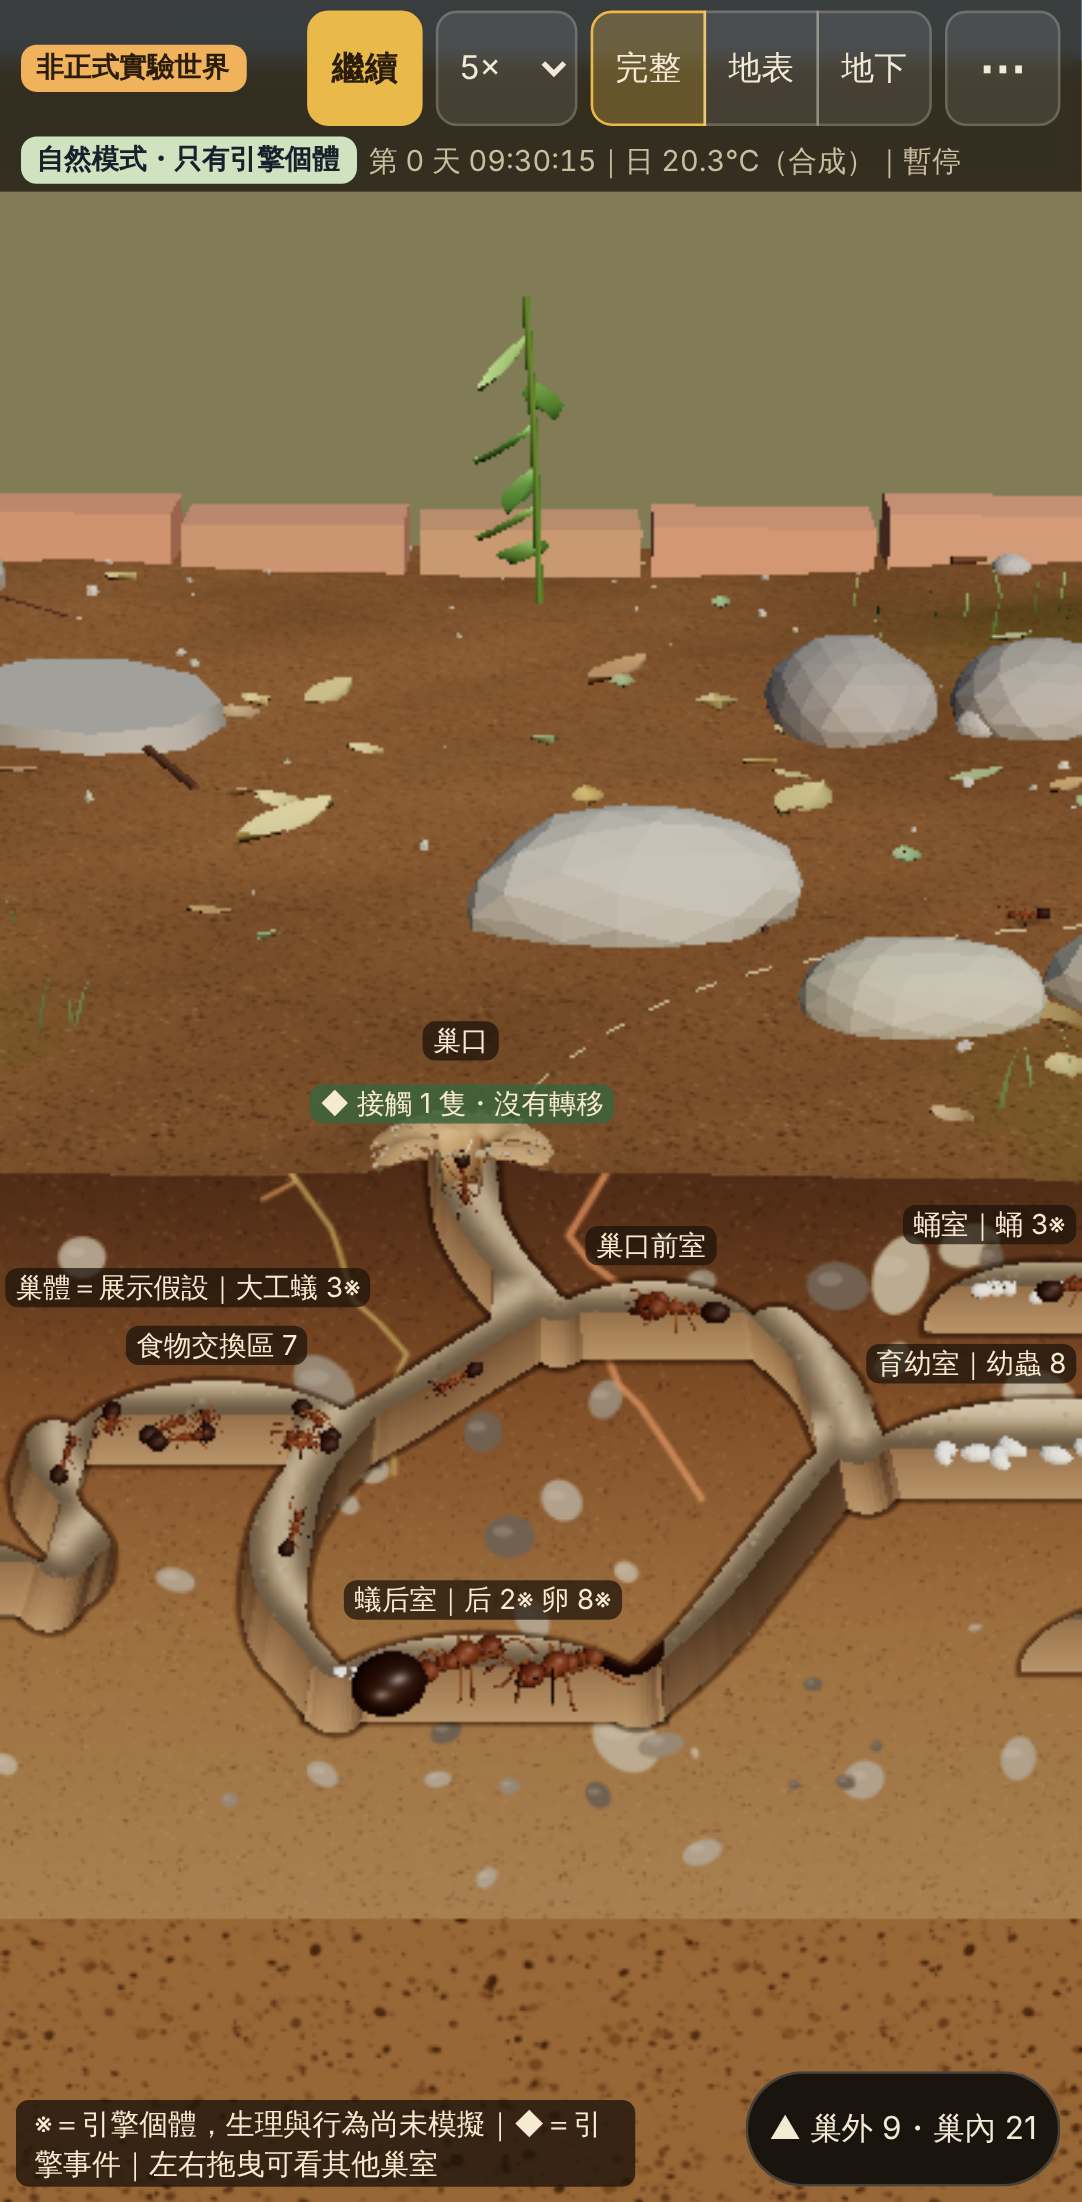 非正式實驗世界
繼續
5×
完整
地表
地下
⋯
自然模式・只有引擎個體
第 0 天 09:30:15｜日 20.3°C（合成）｜暫停
巢口
◆ 接觸 1 隻・沒有轉移
蛹室｜蛹 3※
巢口前室
巢體＝展示假設｜大工蟻 3※
食物交換區 7
育幼室｜幼蟲 8
蟻后室｜后 2※ 卵 8※
※＝引擎個體，生理與行為尚未模擬｜◆＝引
擎事件｜左右拖曳可看其他巢室
▲ 巢外 9・巢內 21